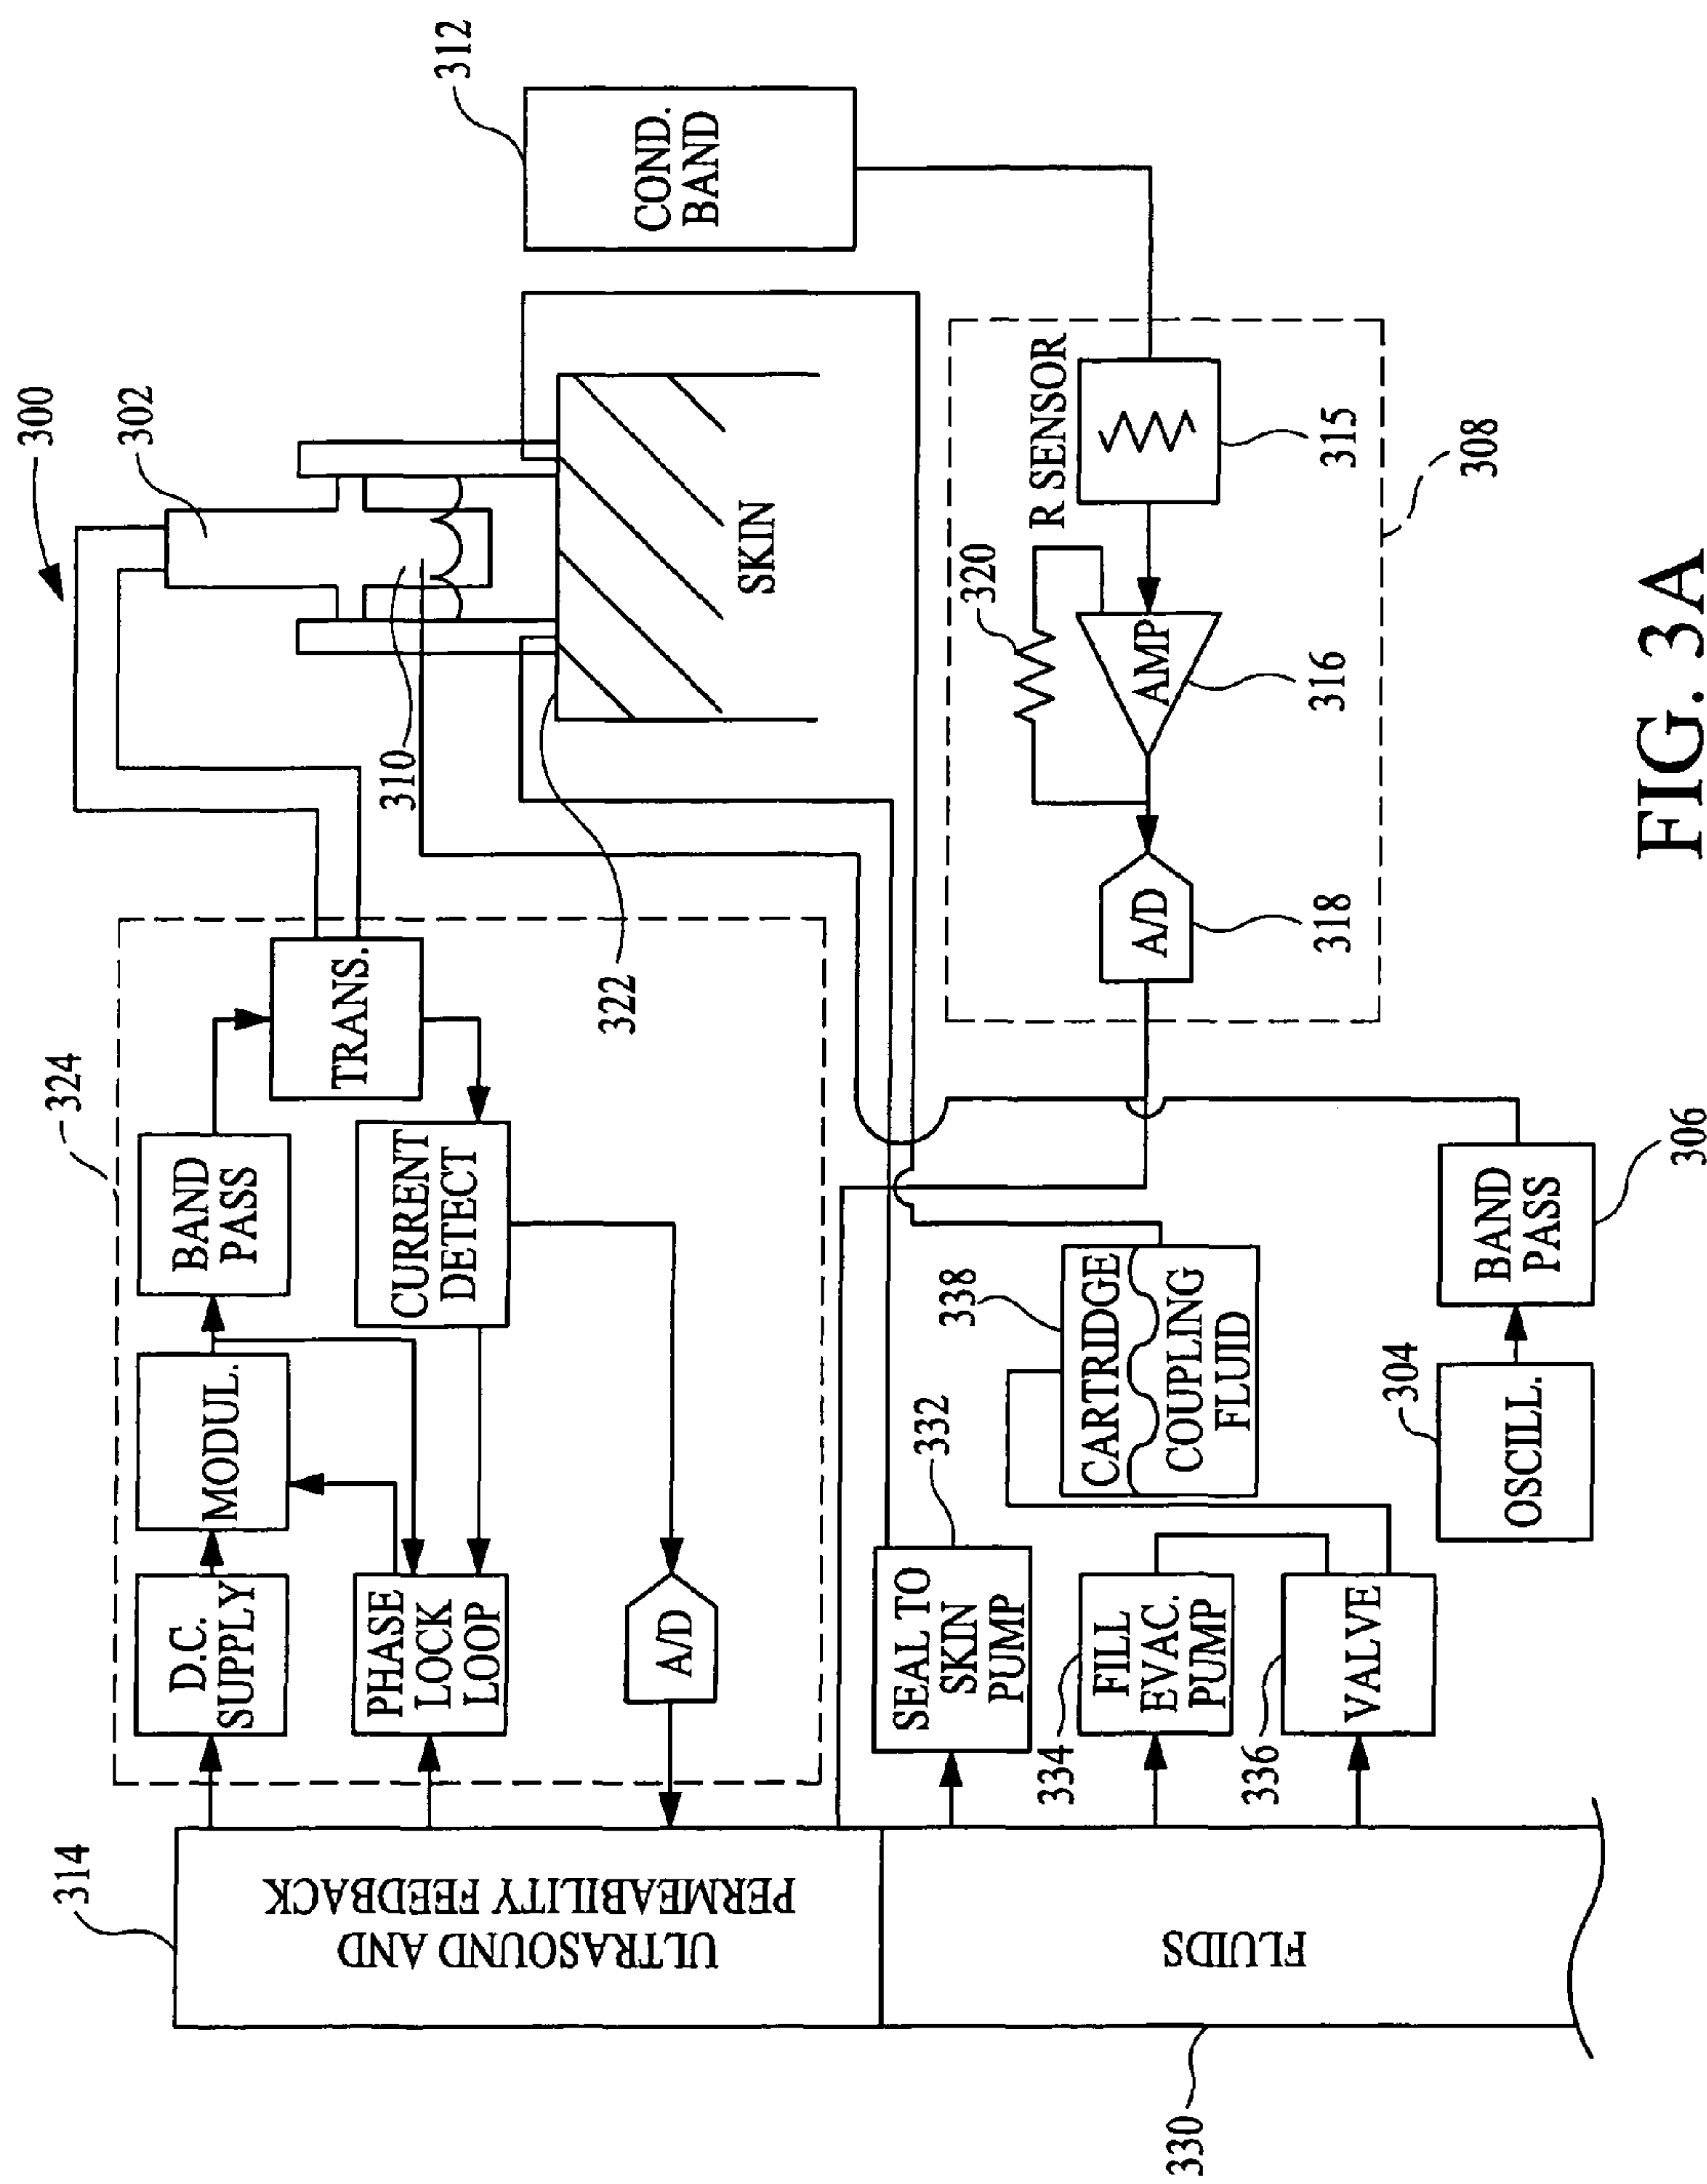 300
302
312
324
314
D.C.
SUPPLY
MODUL.
BAND
PASS
TRANS.
PHASE
LOCK
LOOP
CURRENT
DETECT
A/D
ULTRASOUND AND
PERMEABILITY FEEDBACK
310
322
SKIN
COND.
BAND
SEAL TO
SKIN
PUMP
332
338
CARTRIDGE
COUPLING
FLUID
334
FILL
EVAC.
PUMP
336
VALVE
FLUIDS
330
304
OSCILL.
BAND
PASS
306
R SENSOR
320
AMP
316
315
A/D
318
308
FIG. 3A